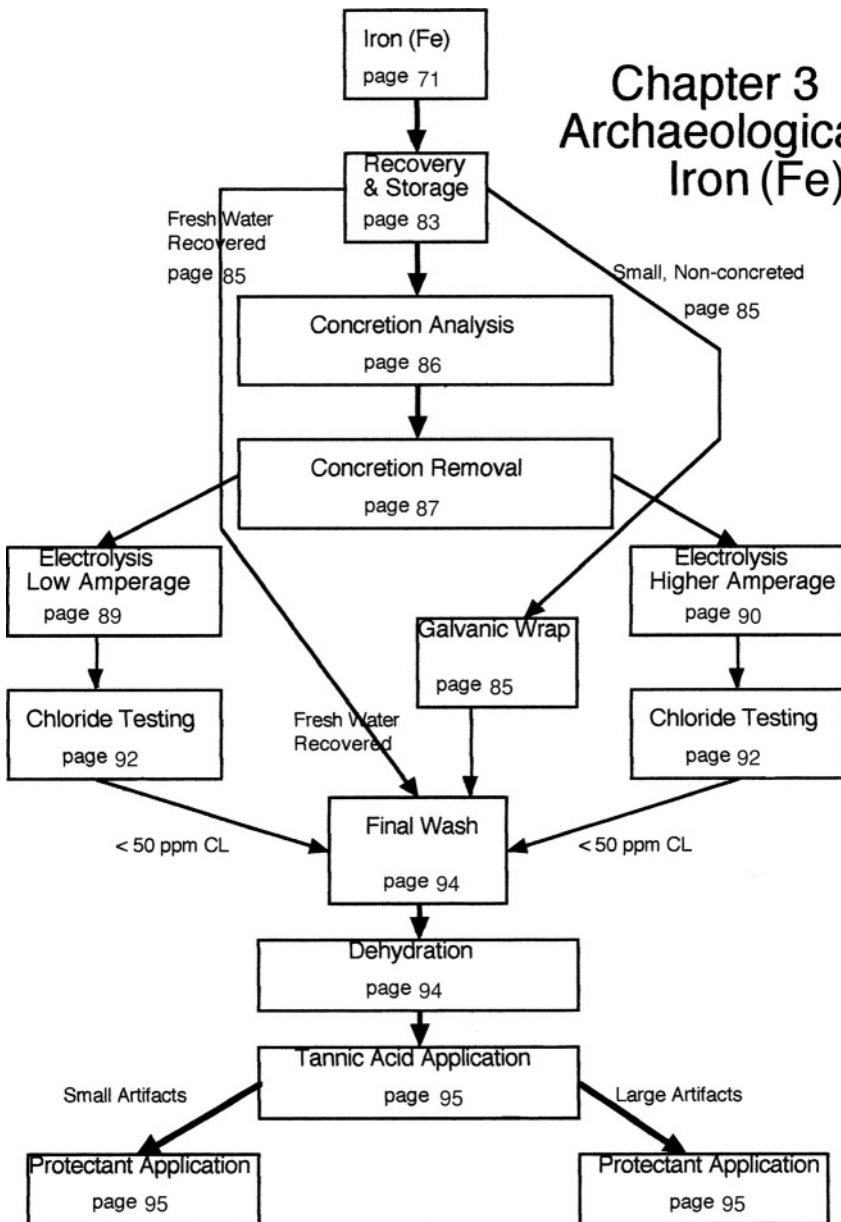 Iron (Fe)
page 71
Chapter 3
Archaeologica
Iron (Fe)
Recovery
& Storage
page 83
Fresh Water
Recovered
page 85
Small, Non-concreted
page 85
Concretion Analysis
page 86
Concretion Removal
page 87
Electrolysis
Low Amperage
page 89
Electrolysis
Higher Amperage
page 90
Galvanic Wrap
page 85
Chloride Testing
page 92
Fresh Water
Recovered
Chloride Testing
page 92
< 50 ppm CL
Final Wash
page 94
< 50 ppm CL
Dehydration
page 94
Tannic Acid Application
page 95
Small Artifacts
Large Artifacts
Protectant Application
page 95
Protectant Application
page 95